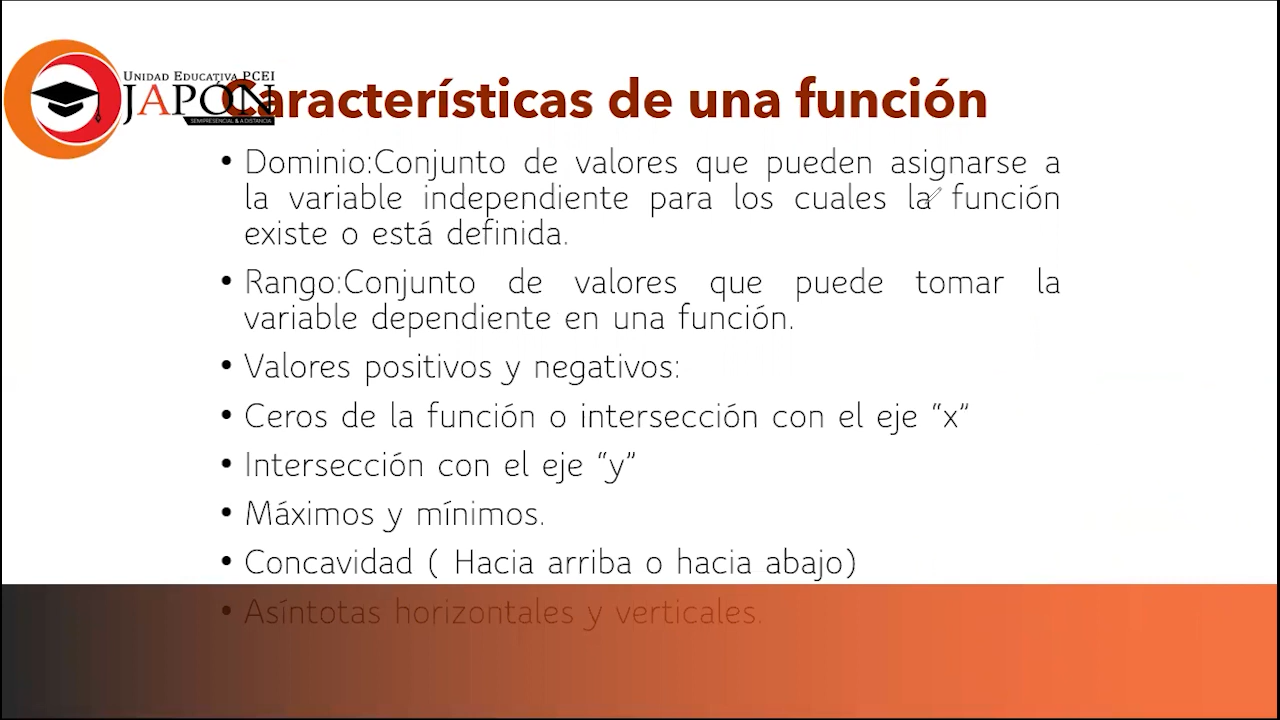 UNIDAD EDUCATIVA PCEI
JAPÓN
SEMIPRESENCIAL & A DISTANCIA
Características de una función
• Dominio:Conjunto de valores que pueden asignarse a
la variable independiente para los cuales la función
existe o está definida.
• Rango:Conjunto de valores que puede tomar la
variable dependiente en una función.
• Valores positivos y negativos:
• Ceros de la función o intersección con el eje “x”
• Intersección con el eje “y”
• Máximos y mínimos.
• Concavidad ( Hacia arriba o hacia abajo)
• Asíntotas horizontales y verticales.